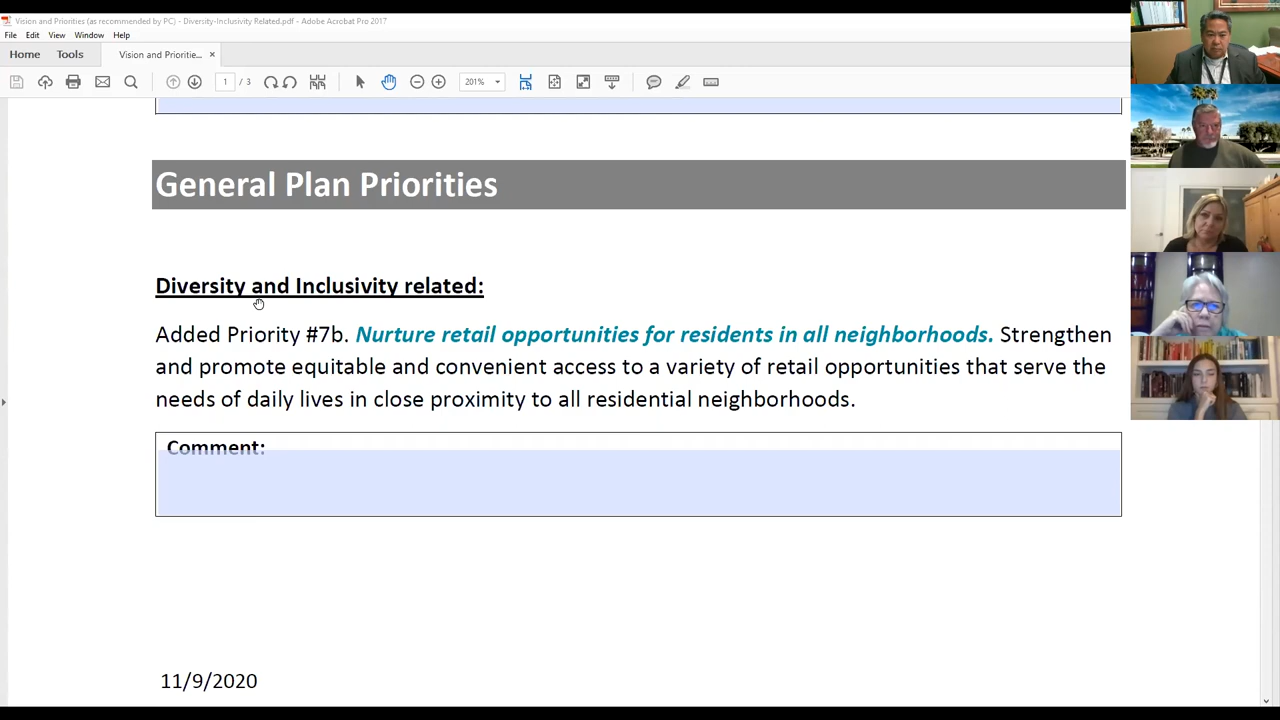 Vision and Priorities (as recommended by PC) - Diversity-Inclusivity Related.pdf - Adobe Acrobat Pro 2017
File Edit View Window Help
Home Tools Vision and Prioritie... ×
1 / 3 201%
General Plan Priorities
Diversity and Inclusivity related:
Added Priority #7b. Nurture retail opportunities for residents in all neighborhoods. Strengthen
and promote equitable and convenient access to a variety of retail opportunities that serve the
needs of daily lives in close proximity to all residential neighborhoods.
Comment:
11/9/2020